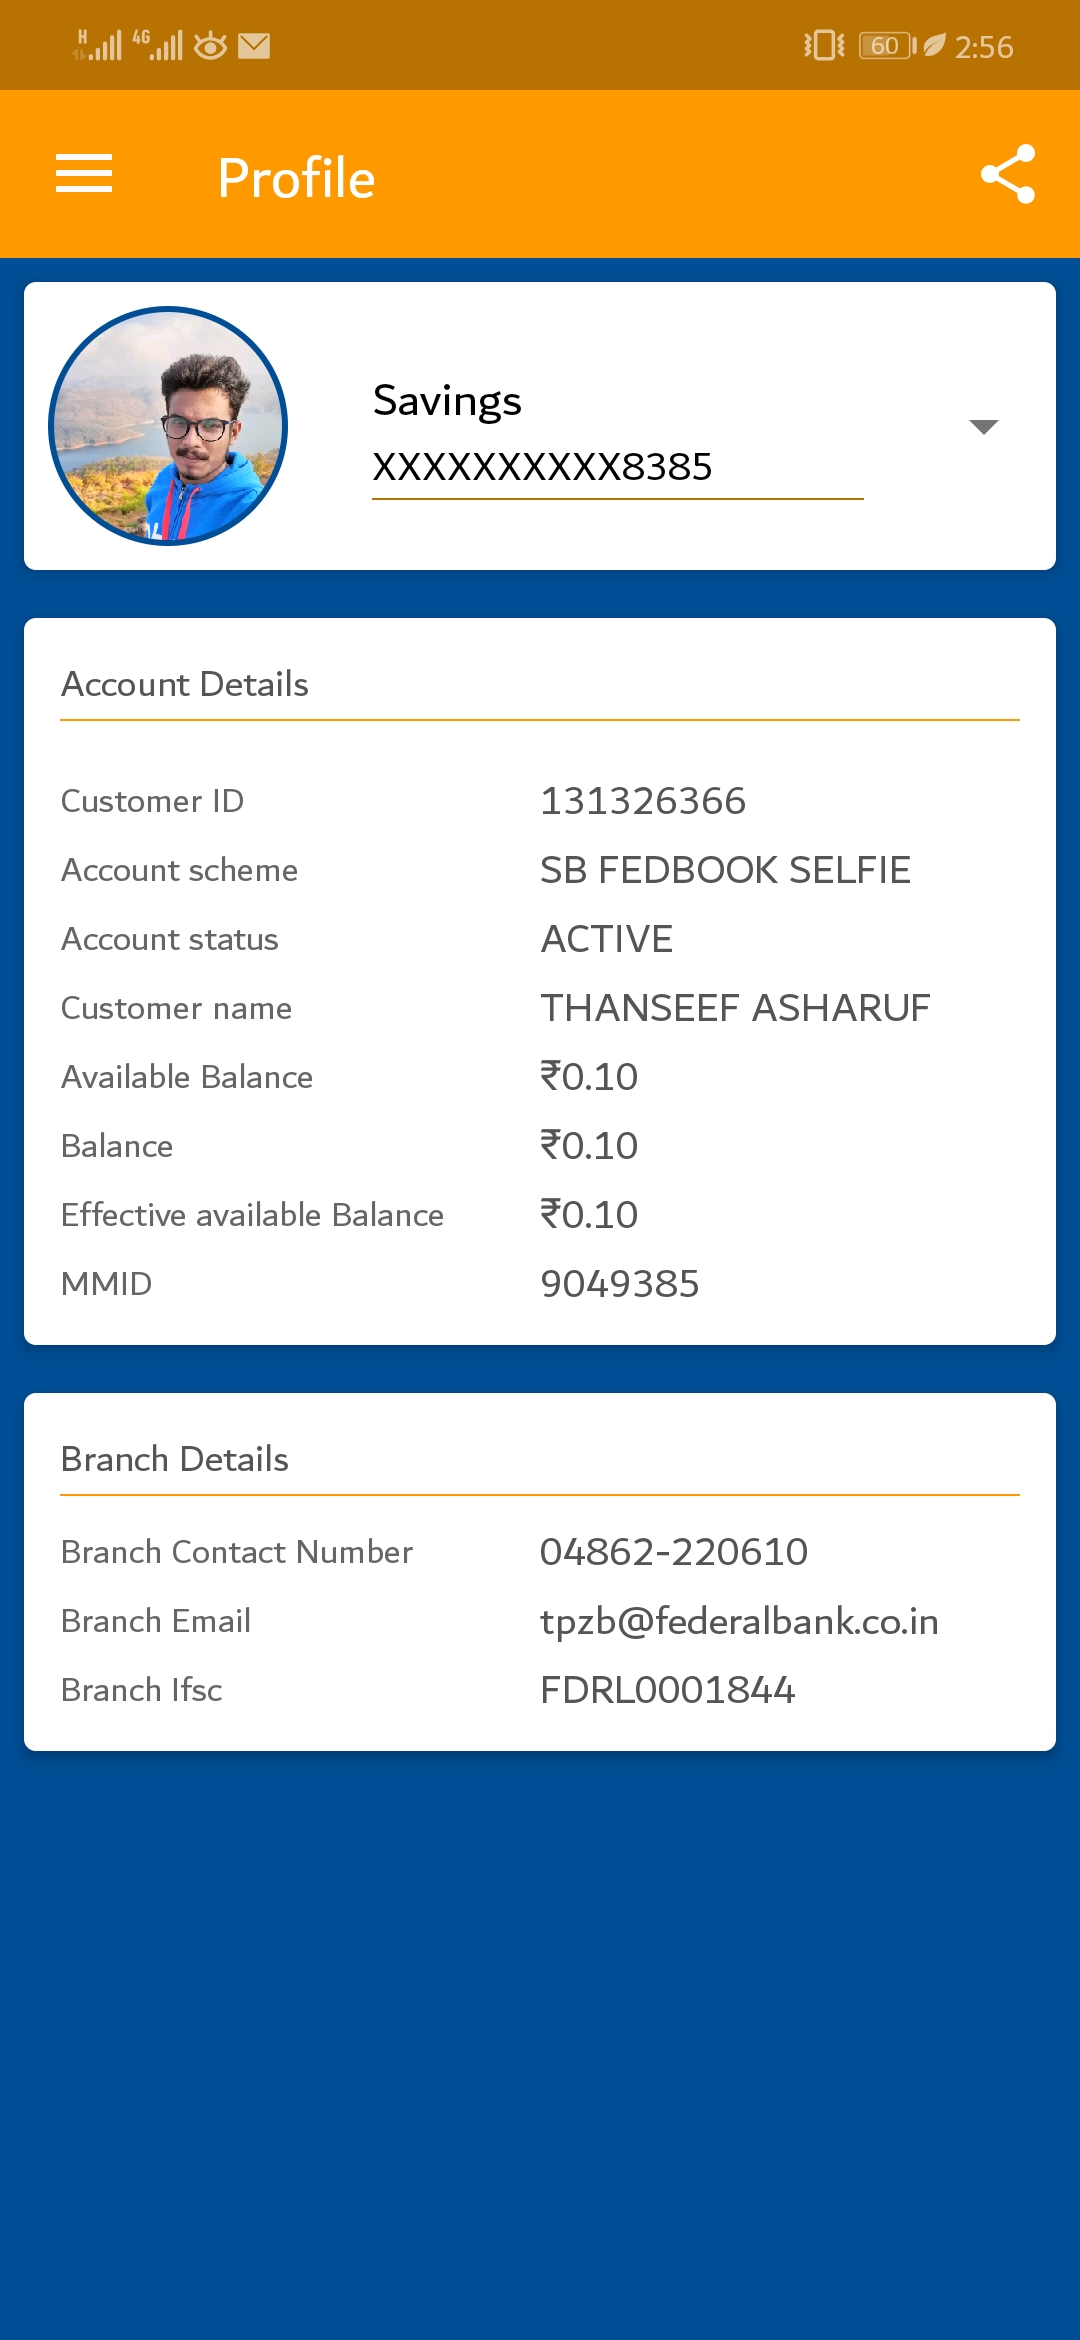 H 4G 60 2:56
Profile
Savings
XXXXXXXXXX8385
Account Details
Customer ID 131326366
Account scheme SB FEDBOOK SELFIE
Account status ACTIVE
Customer name THANSEEF ASHARUF
Available Balance ₹0.10
Balance ₹0.10
Effective available Balance ₹0.10
MMID 9049385
Branch Details
Branch Contact Number 04862-220610
Branch Email tpzb@federalbank.co.in
Branch Ifsc FDRL0001844